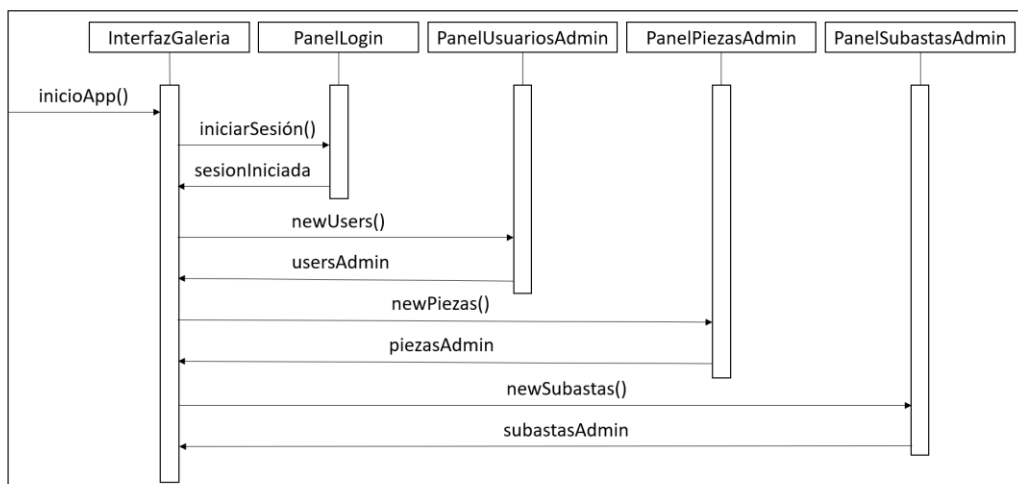 InterfazGaleria
PanelLogin
PanelUsuariosAdmin
PanelPiezasAdmin
PanelSubastasAdmin
inicioApp()
iniciarSesión()
sesionIniciada
newUsers()
usersAdmin
newPiezas()
piezasAdmin
newSubastas()
subastasAdmin